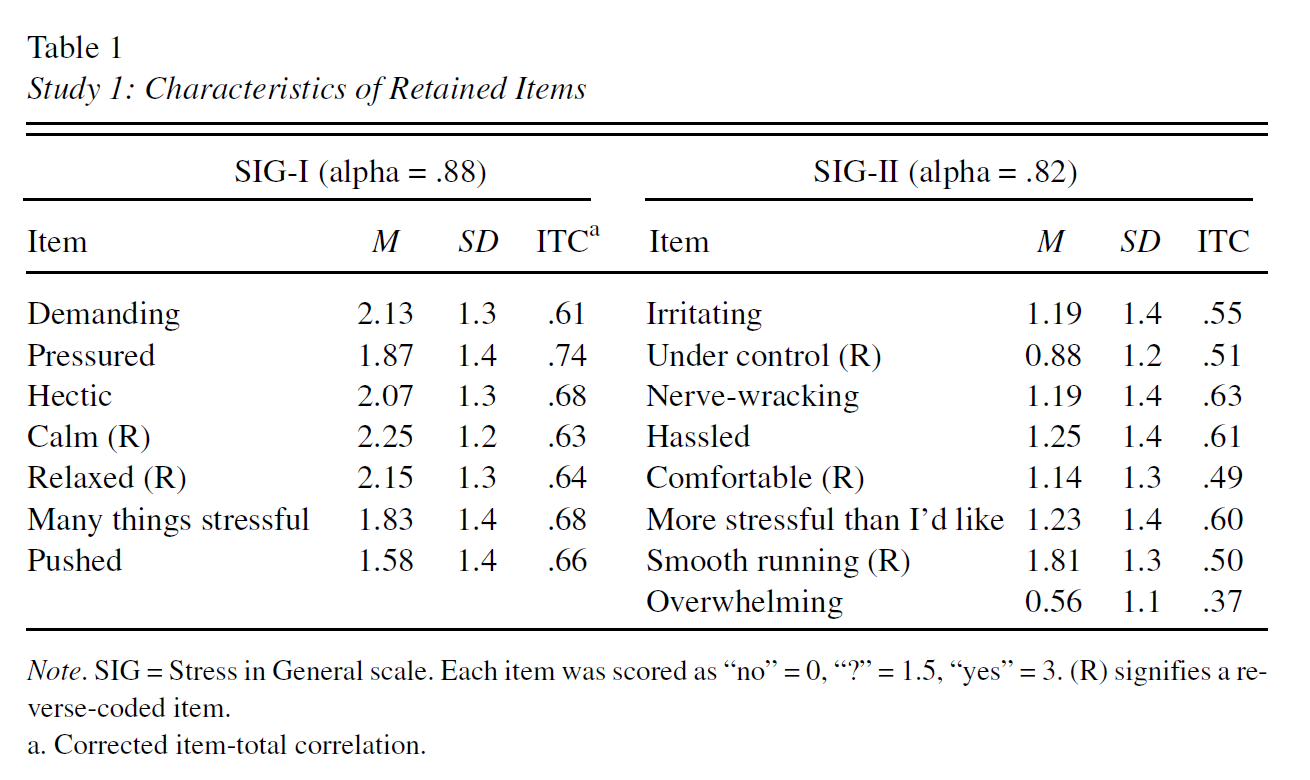 Table 1
Study 1: Characteristics of Retained Items
SIG-I (alpha = .88) SIG-II (alpha = .82)
Item M SD ITCa Item M SD ITC
Demanding 2.13 1.3 .61 Irritating 1.19 1.4 .55
Pressured 1.87 1.4 .74 Under control (R) 0.88 1.2 .51
Hectic 2.07 1.3 .68 Nerve-wracking 1.19 1.4 .63
Calm (R) 2.25 1.2 .63 Hassled 1.25 1.4 .61
Relaxed (R) 2.15 1.3 .64 Comfortable (R) 1.14 1.3 .49
Many things stressful 1.83 1.4 .68 More stressful than I’d like 1.23 1.4 .60
Pushed 1.58 1.4 .66 Smooth running (R) 1.81 1.3 .50
Overwhelming 0.56 1.1 .37
Note. SIG = Stress in General scale. Each item was scored as “no” = 0, “?” = 1.5, “yes” = 3. (R) signifies a re-
verse-coded item.
a. Corrected item-total correlation.